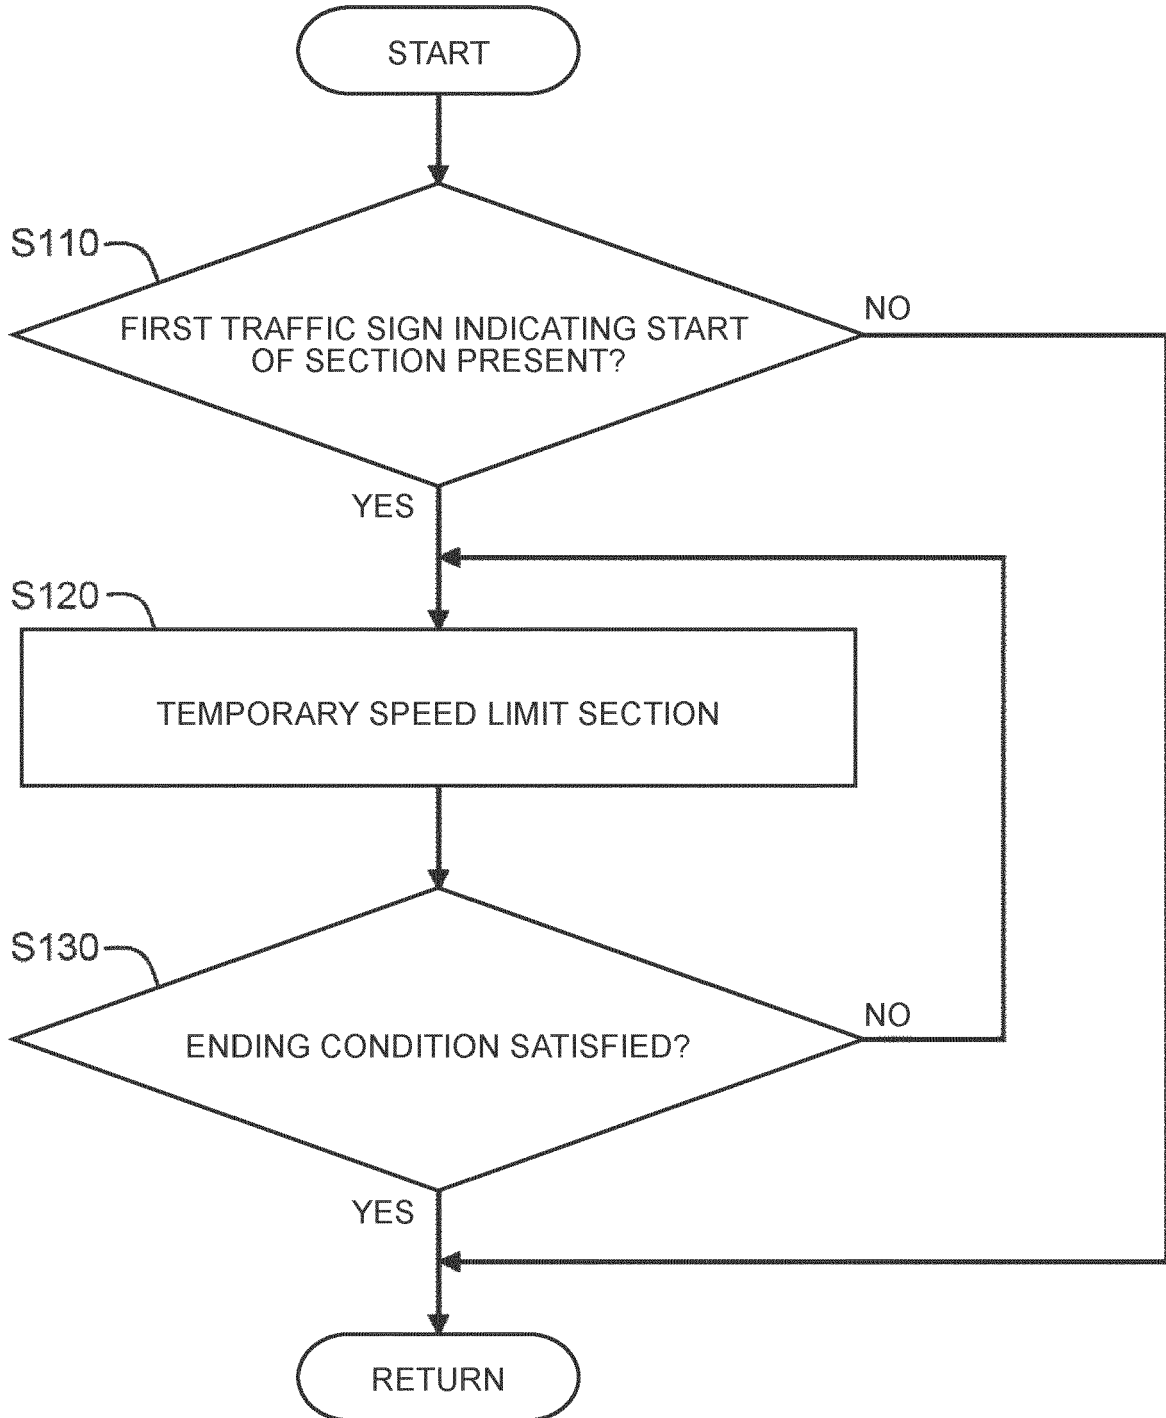 START
S110
FIRST TRAFFIC SIGN INDICATING START
OF SECTION PRESENT?
NO
YES
S120
TEMPORARY SPEED LIMIT SECTION
S130
ENDING CONDITION SATISFIED?
NO
YES
RETURN